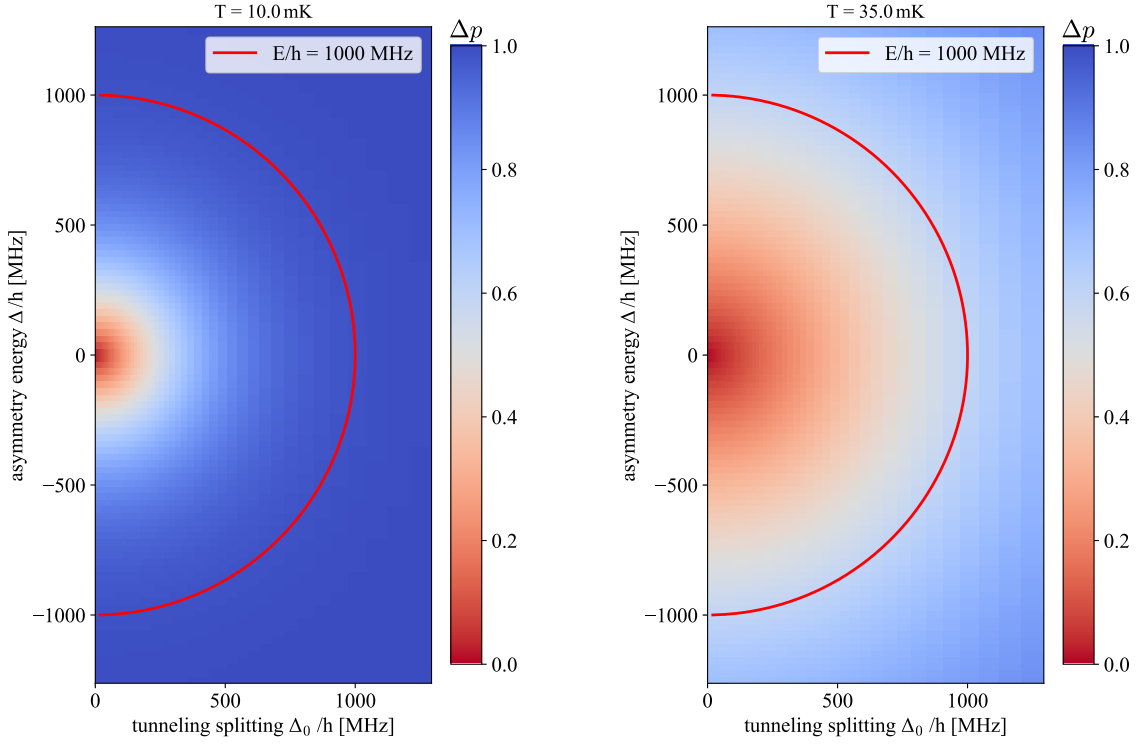 T = 10.0 mK
Δp
E/h = 1000 MHz
1000
500
0
−500
−1000
asymmetry energy Δ/h [MHz]
0
500
1000
tunneling splitting Δ₀ /h [MHz]
1.0
0.8
0.6
0.4
0.2
0.0
T = 35.0 mK
Δp
E/h = 1000 MHz
1000
500
0
−500
−1000
asymmetry energy Δ/h [MHz]
0
500
1000
tunneling splitting Δ₀ /h [MHz]
1.0
0.8
0.6
0.4
0.2
0.0